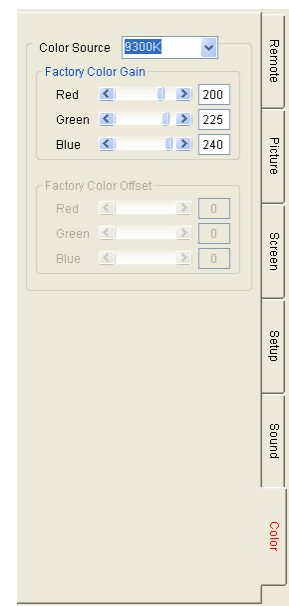 Color Source 9300K
Factory Color Gain
Red 200
Green 225
Blue 240
Factory Color Offset
Red 0
Green 0
Blue 0
Remote
Picture
Screen
Setup
Sound
Color